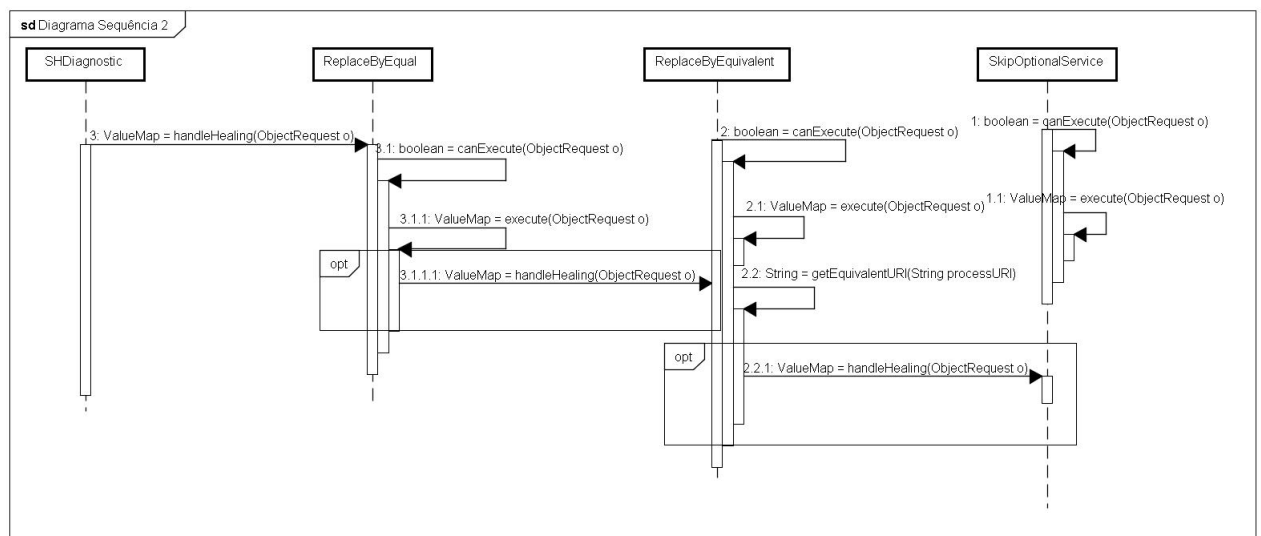 sd Diagrama Sequência 2
SHDiagnostic
ReplaceByEqual
ReplaceByEquivalent
SkipOptionalService
1: boolean = canExecute(ObjectRequest o)
3: ValueMap = handleHealing(ObjectRequest o)
2: boolean = canExecute(ObjectRequest o)
3.1: boolean = canExecute(ObjectRequest o)
1.1: ValueMap = execute(ObjectRequest o)
2.1: ValueMap = execute(ObjectRequest o)
3.1.1: ValueMap = execute(ObjectRequest o)
opt
3.1.1.1: ValueMap = handleHealing(ObjectRequest o)
2.2: String = getEquivalentURI(String processURI)
opt
2.2.1: ValueMap = handleHealing(ObjectRequest o)